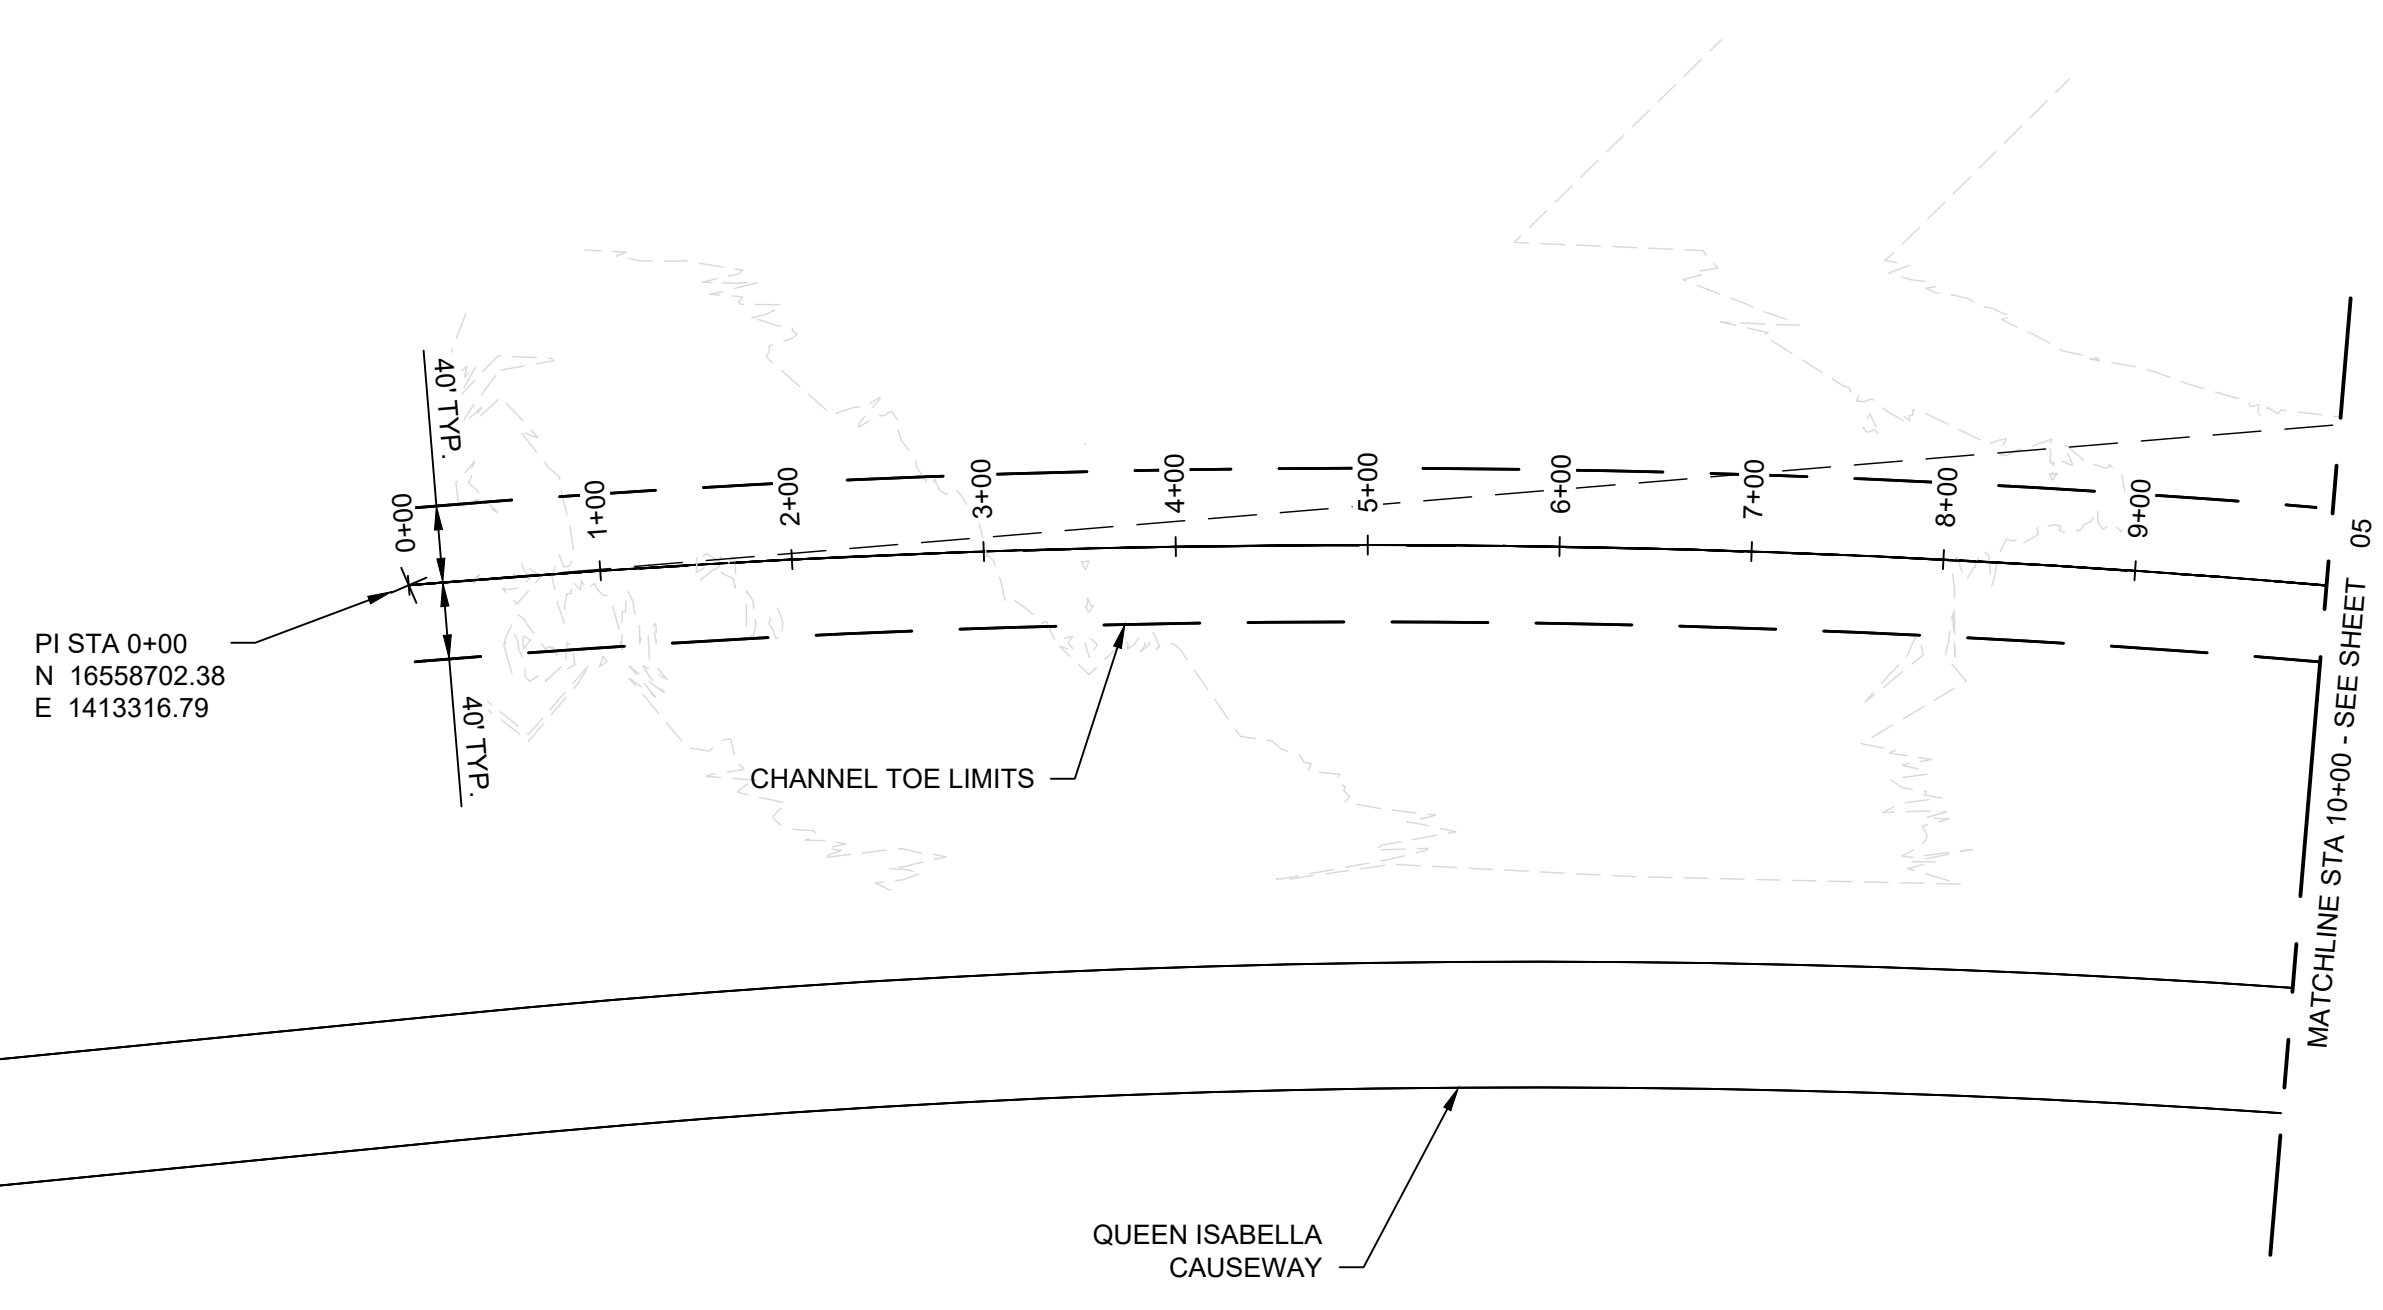 40' TYP.
0+00
1+00
2+00
3+00
4+00
5+00
6+00
7+00
8+00
9+00
PI STA 0+00
N 16558702.38
E 1413316.79
40' TYP.
CHANNEL TOE LIMITS
MATCHLINE STA 10+00 - SEE SHEET 05
QUEEN ISABELLA
CAUSEWAY